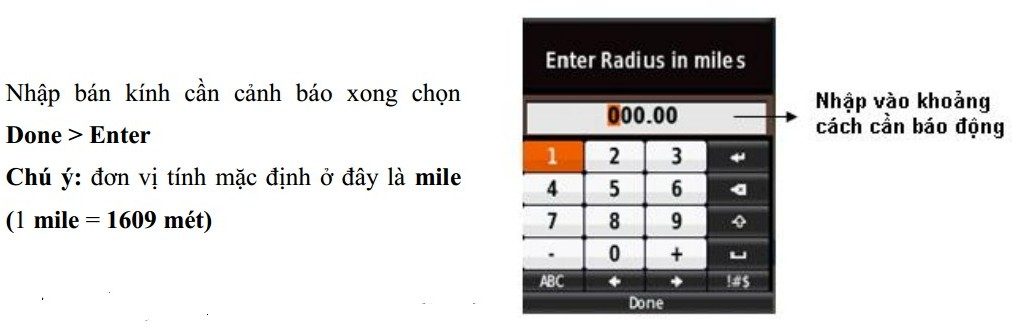 Nhập bán kính cần cảnh báo xong chọn
Done > Enter
Chú ý: đơn vị tính mặc định ở đây là mile
(1 mile = 1609 mét)
Enter Radius in miles
000.00
1 2 3
4 5 6
7 8 9
- 0 +
ABC !#$
Done
Nhập vào khoảng
cách cần báo động